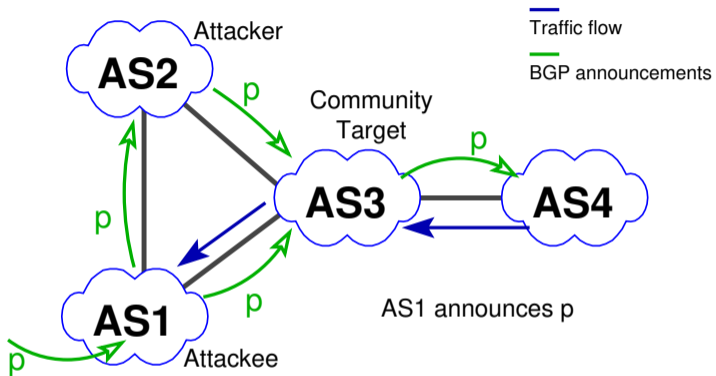 Attacker
Traffic flow
BGP announcements
AS2
p
Community
Target
p
AS3
AS4
p
p
AS1 announces p
AS1
Attackee
p